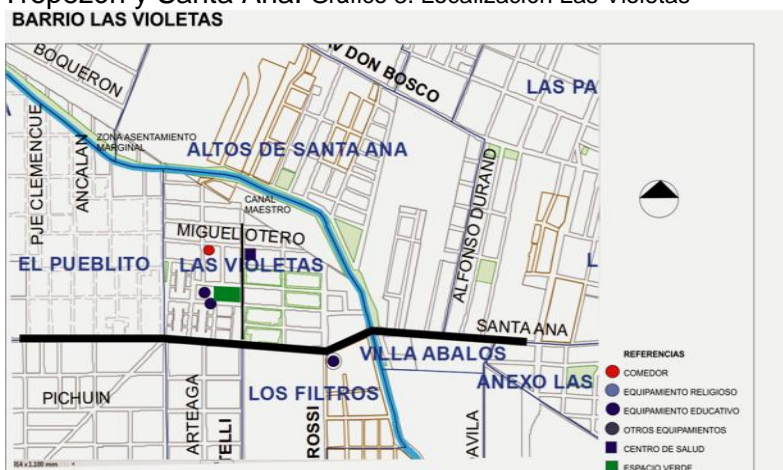 Tropezón y Santa Ana. Gráfico 3. Localización Las Violetas
BARRIO LAS VIOLETAS
BOQUERON
AV DON BOSCO
LAS PA
PJE CLEMENCUE
ANCALAN
ZONA ASENTAMIENTO
MARGINAL
ALTOS DE SANTA ANA
CANAL
MAESTRO
ALFONSO DURAND
MIGUEL OTERO
EL PUEBLITO
LAS VIOLETAS
L
SANTA ANA
VILLA ABALOS
PICHUIN
ARTEAGA
TELLI
LOS FILTROS
ROSSI
ANEXO LAS
AVILA
REFERENCIAS
COMEDOR
EQUIPAMIENTO RELIGIOSO
EQUIPAMIENTO EDUCATIVO
OTROS EQUIPAMIENTOS
CENTRO DE SALUD
ESPACIO VERDE